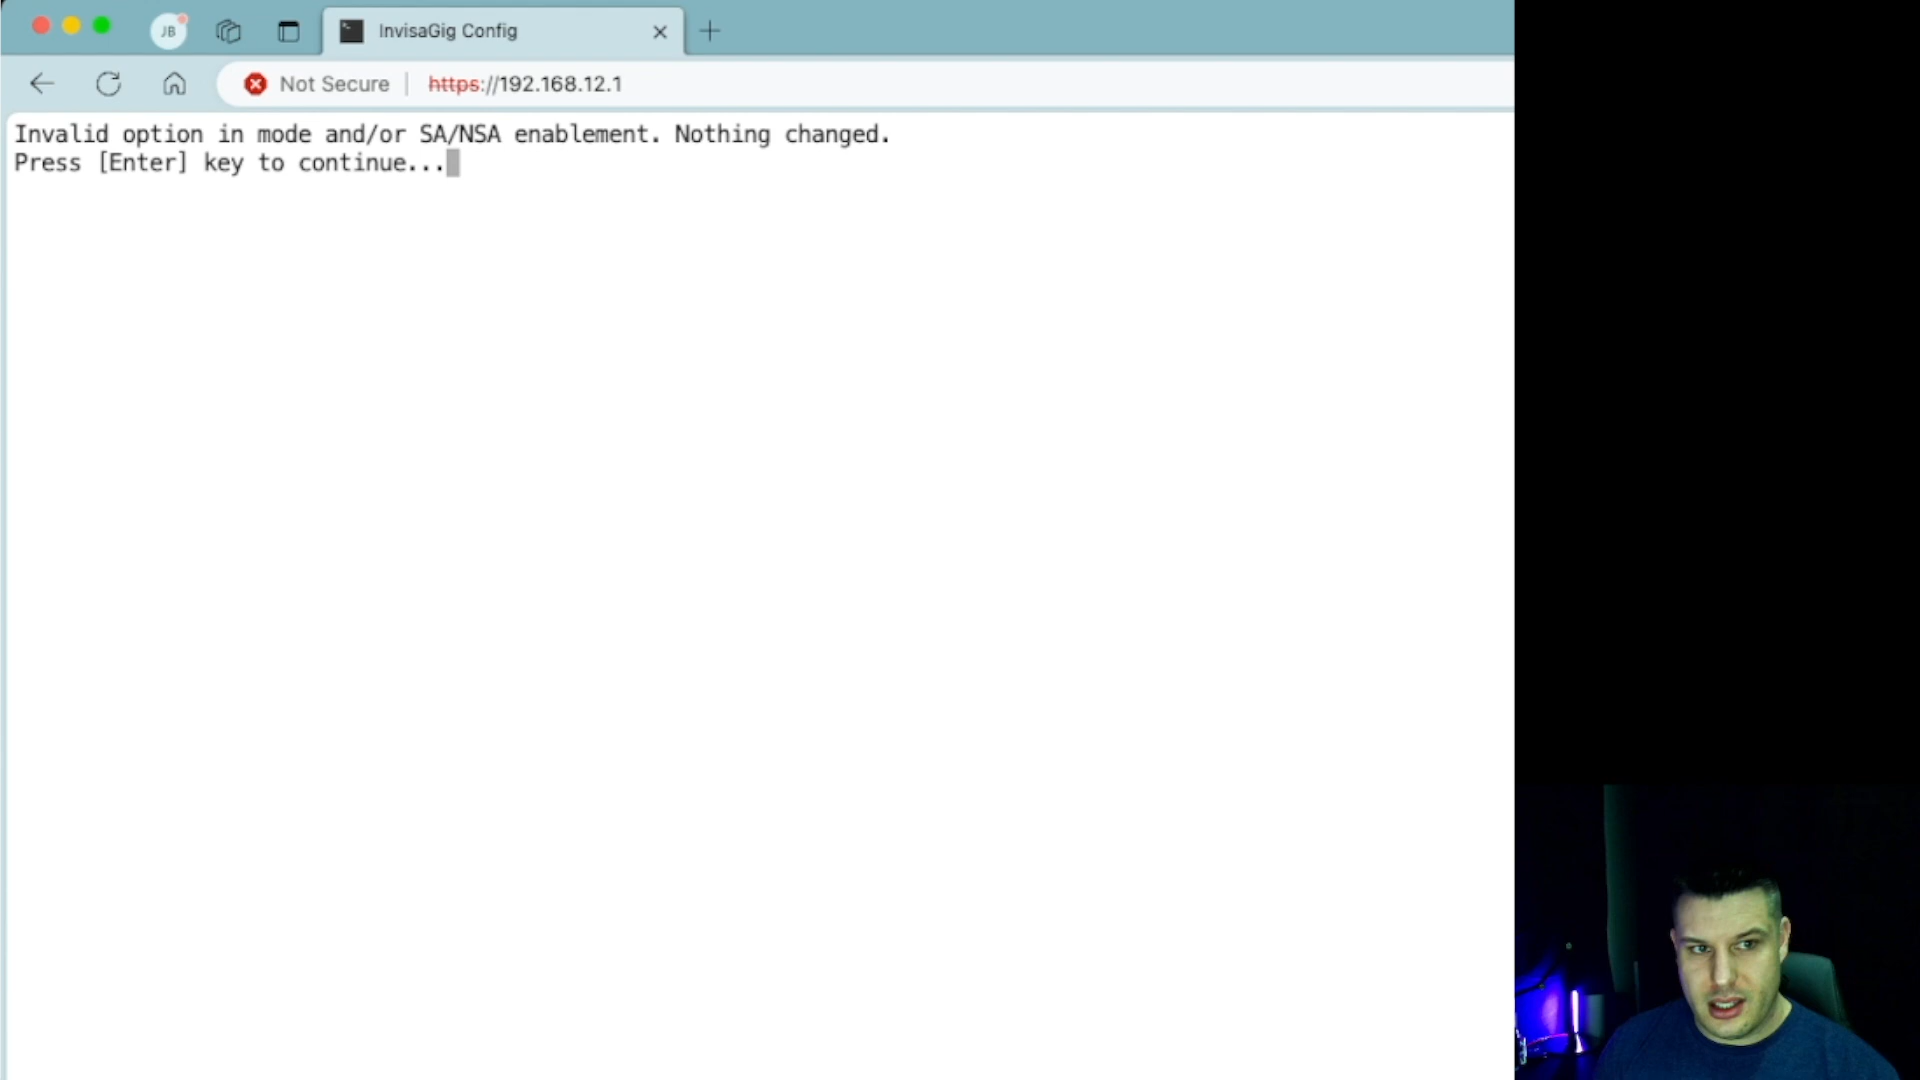 JB
InvisaGig Config
Not Secure
https://192.168.12.1
Invalid option in mode and/or SA/NSA enablement. Nothing changed.
Press [Enter] key to continue...